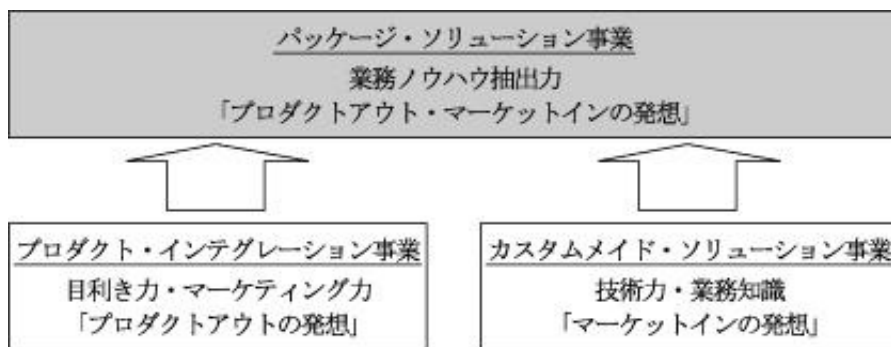 パッケージ・ソリューション事業
業務ノウハウ抽出力
「プロダクトアウト・マーケットインの発想」
プロダクト・インテグレーション事業
目利き力・マーケティング力
「プロダクトアウトの発想」
カスタムメイド・ソリューション事業
技術力・業務知識
「マーケットインの発想」